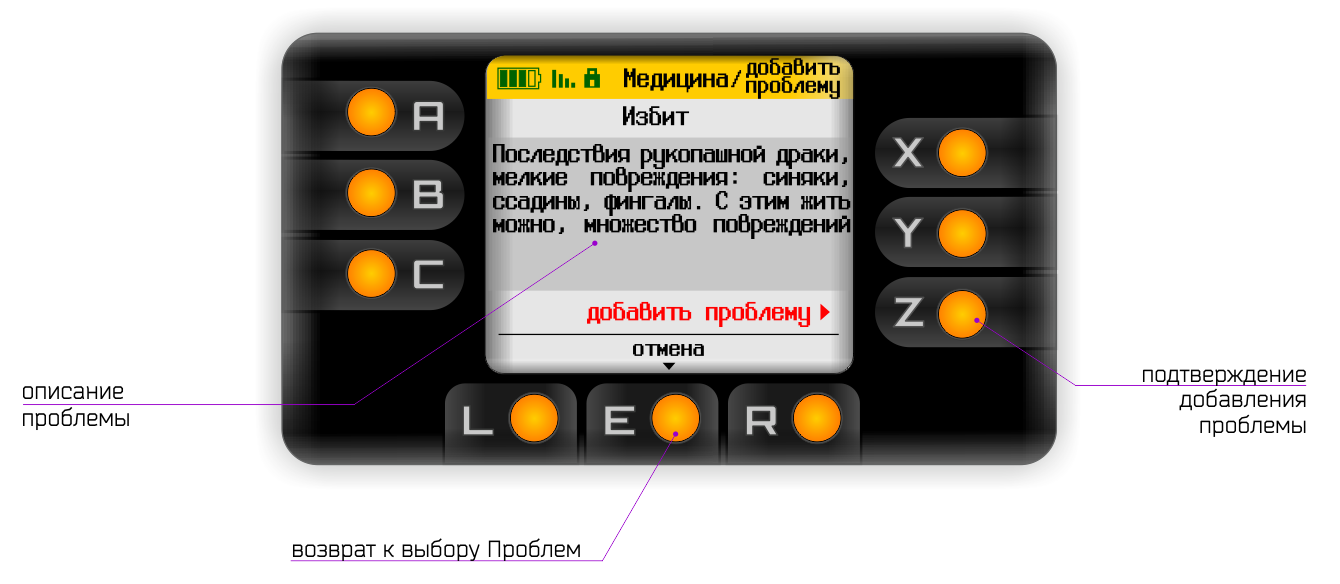 Медицина/
добавить
проблему
Избит
Последствия рукопашной драки,
мелкие повреждения: синяки,
ссадины, фингалы. С этим жить
можно, множество повреждений
добавить проблему
отмена
A
B
C
X
Y
Z
L
E
R
описание
проблемы
подтверждение
добавления
проблемы
возврат к выбору Проблем